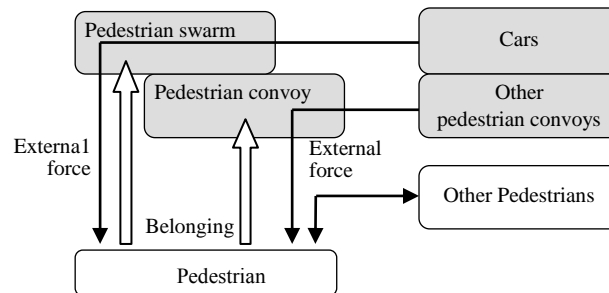 Pedestrian swarm
Cars
Pedestrian convoy
Other
pedestrian convoys
Externa1
force
External
force
Other Pedestrians
Belonging
Pedestrian